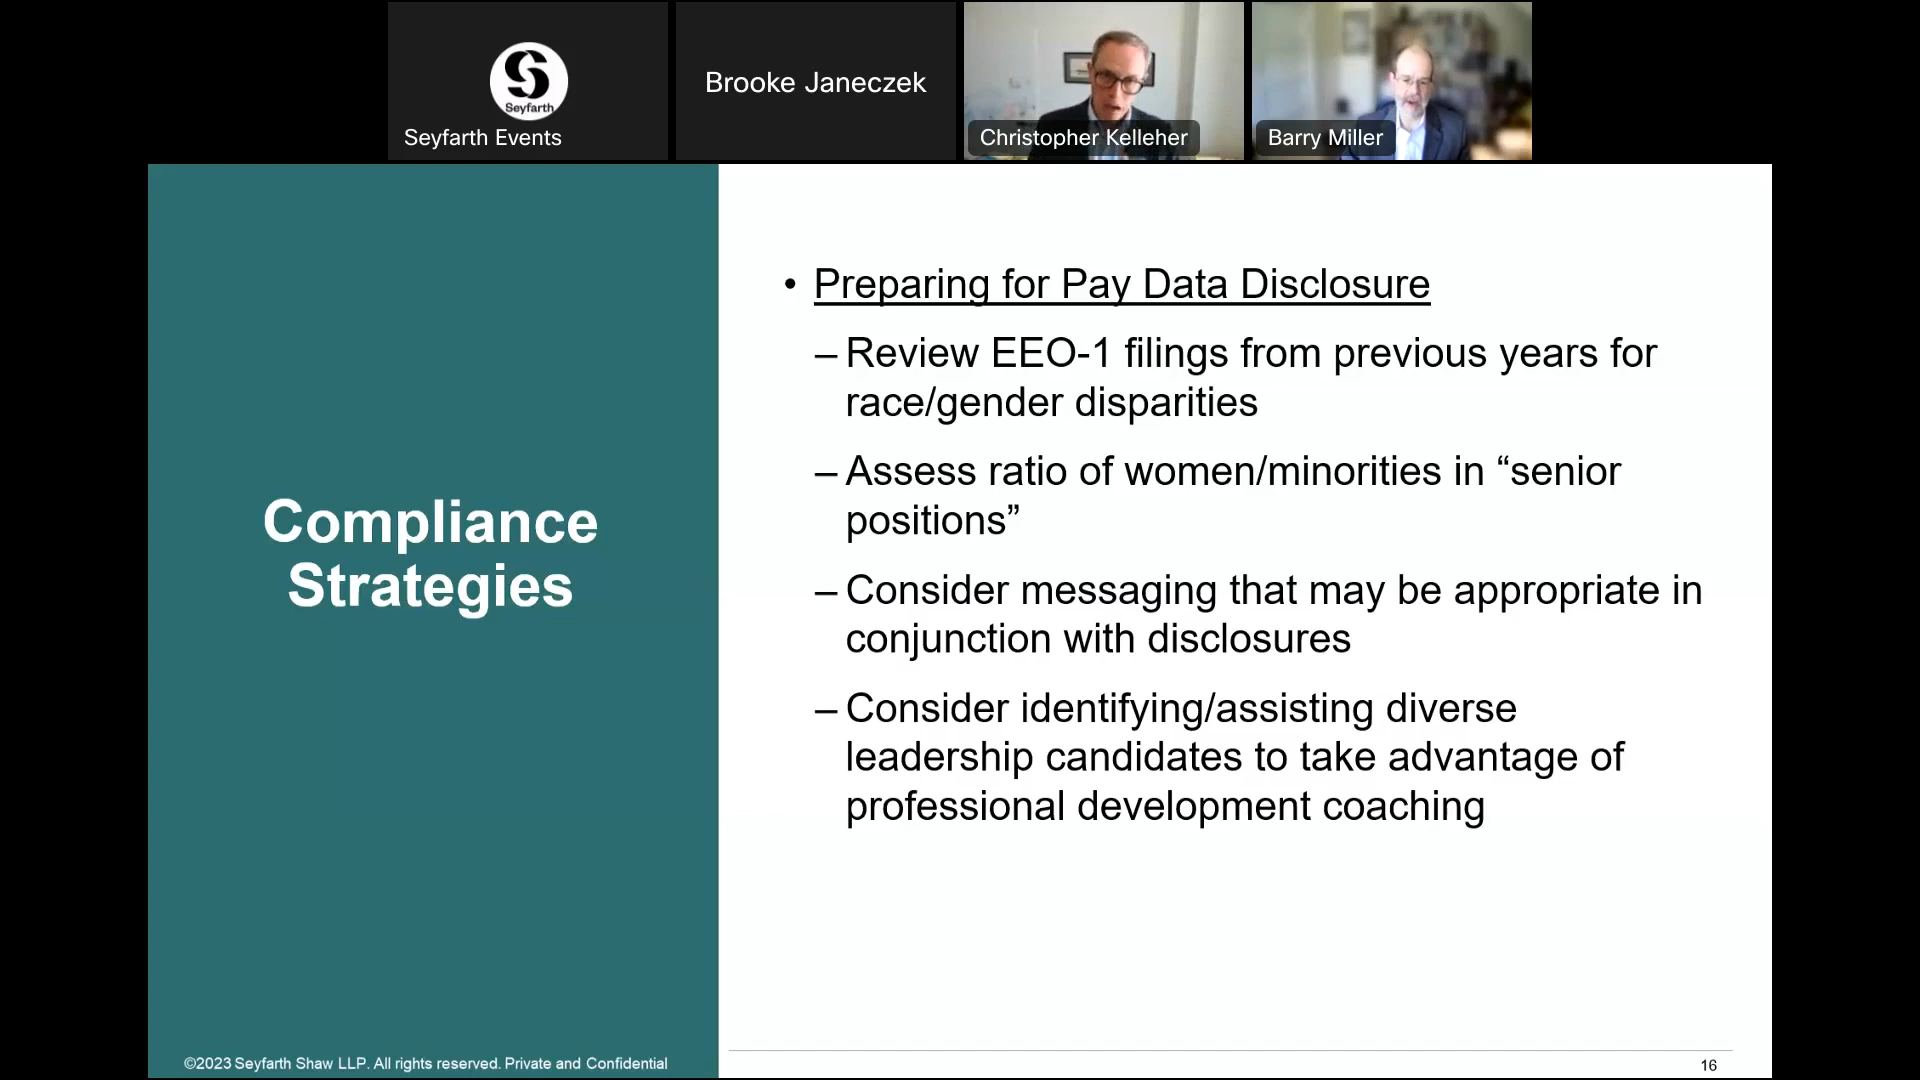 Seyfarth
Seyfarth Events
Brooke Janeczek
Christopher Kelleher
Barry Miller
Compliance
Strategies
• Preparing for Pay Data Disclosure
– Review EEO-1 filings from previous years for
race/gender disparities
– Assess ratio of women/minorities in “senior
positions”
– Consider messaging that may be appropriate in
conjunction with disclosures
– Consider identifying/assisting diverse
leadership candidates to take advantage of
professional development coaching
©2023 Seyfarth Shaw LLP. All rights reserved. Private and Confidential
16